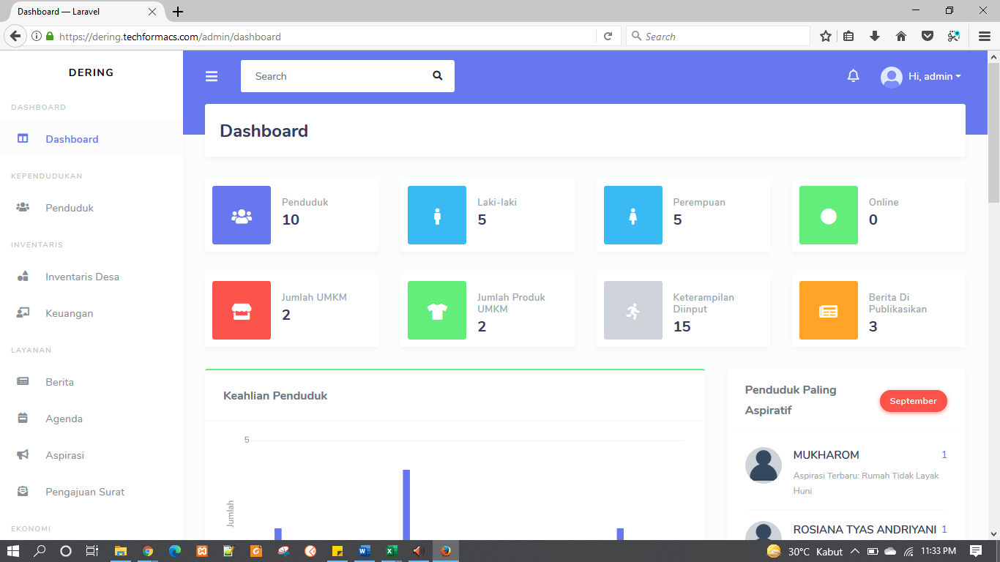 Dashboard — Laravel
https://dering.techformacs.com/admin/dashboard
Search
DERING
Search
Hi, admin
DASHBOARD
Dashboard
Dashboard
KEPENDUDUKAN
Penduduk
INVENTARIS
Inventaris Desa
Keuangan
LAYANAN
Berita
Agenda
Aspirasi
Pengajuan Surat
EKONOMI
Penduduk
10
Laki-laki
5
Perempuan
5
Online
0
Jumlah UMKM
2
Jumlah Produk
UMKM
2
Keterampilan
Diinput
15
Berita Di
Publikasikan
3
Keahlian Penduduk
5
Jumlah
Penduduk Paling
Aspiratif
September
MUKHAROM 1
Aspirasi Terbaru: Rumah Tidak Layak
Huni
ROSIANA TYAS ANDRIYANI 1
30°C Kabut
11:33 PM